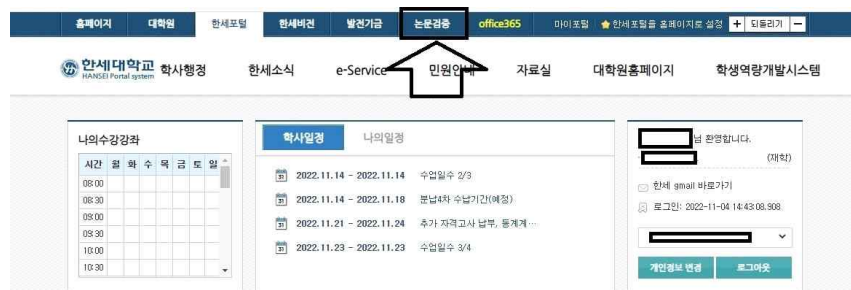 홈페이지 대학원 한세포털 한세비전 발전기금 논문검증 office365 마이포털 한세포털을 홈페이지로 설정 + 되돌리기 −
한세대학교 HANSEI Portal system 학사행정 한세소식 e-Service 민원안내 자료실 대학원홈페이지 학생역량개발시스템
나의수강강좌
시간 월 화 수 목 금 토 일
08:00
08:30
09:00
09:30
10:00
10:30
학사일정 나의일정
2022.11.14 - 2022.11.14 수업일수 2/3
2022.11.14 - 2022.11.18 분납4차 수납기간(예정)
2022.11.21 - 2022.11.24 추가 자격고사 납부, 동계계…
2022.11.23 - 2022.11.23 수업일수 3/4
님 환영합니다.
(재학)
한세 gmail 바로가기
로그인: 2022-11-04 14:43:08.908
개인정보 변경 로그아웃